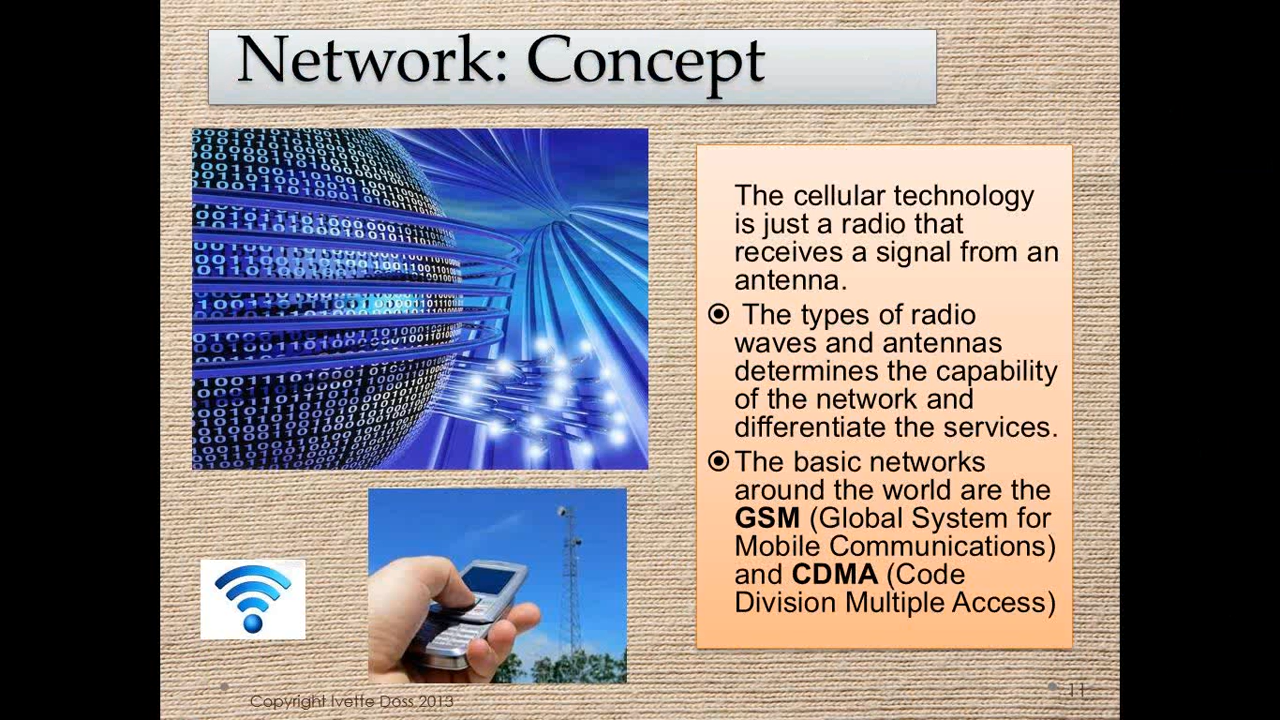 Network: Concept
The cellular technology
is just a radio that
receives a signal from an
antenna.
The types of radio
waves and antennas
determines the capability
of the network and
differentiate the services.
The basic networks
around the world are the
GSM (Global System for
Mobile Communications)
and CDMA (Code
Division Multiple Access)
Copyright Ivette Doss 2013
11